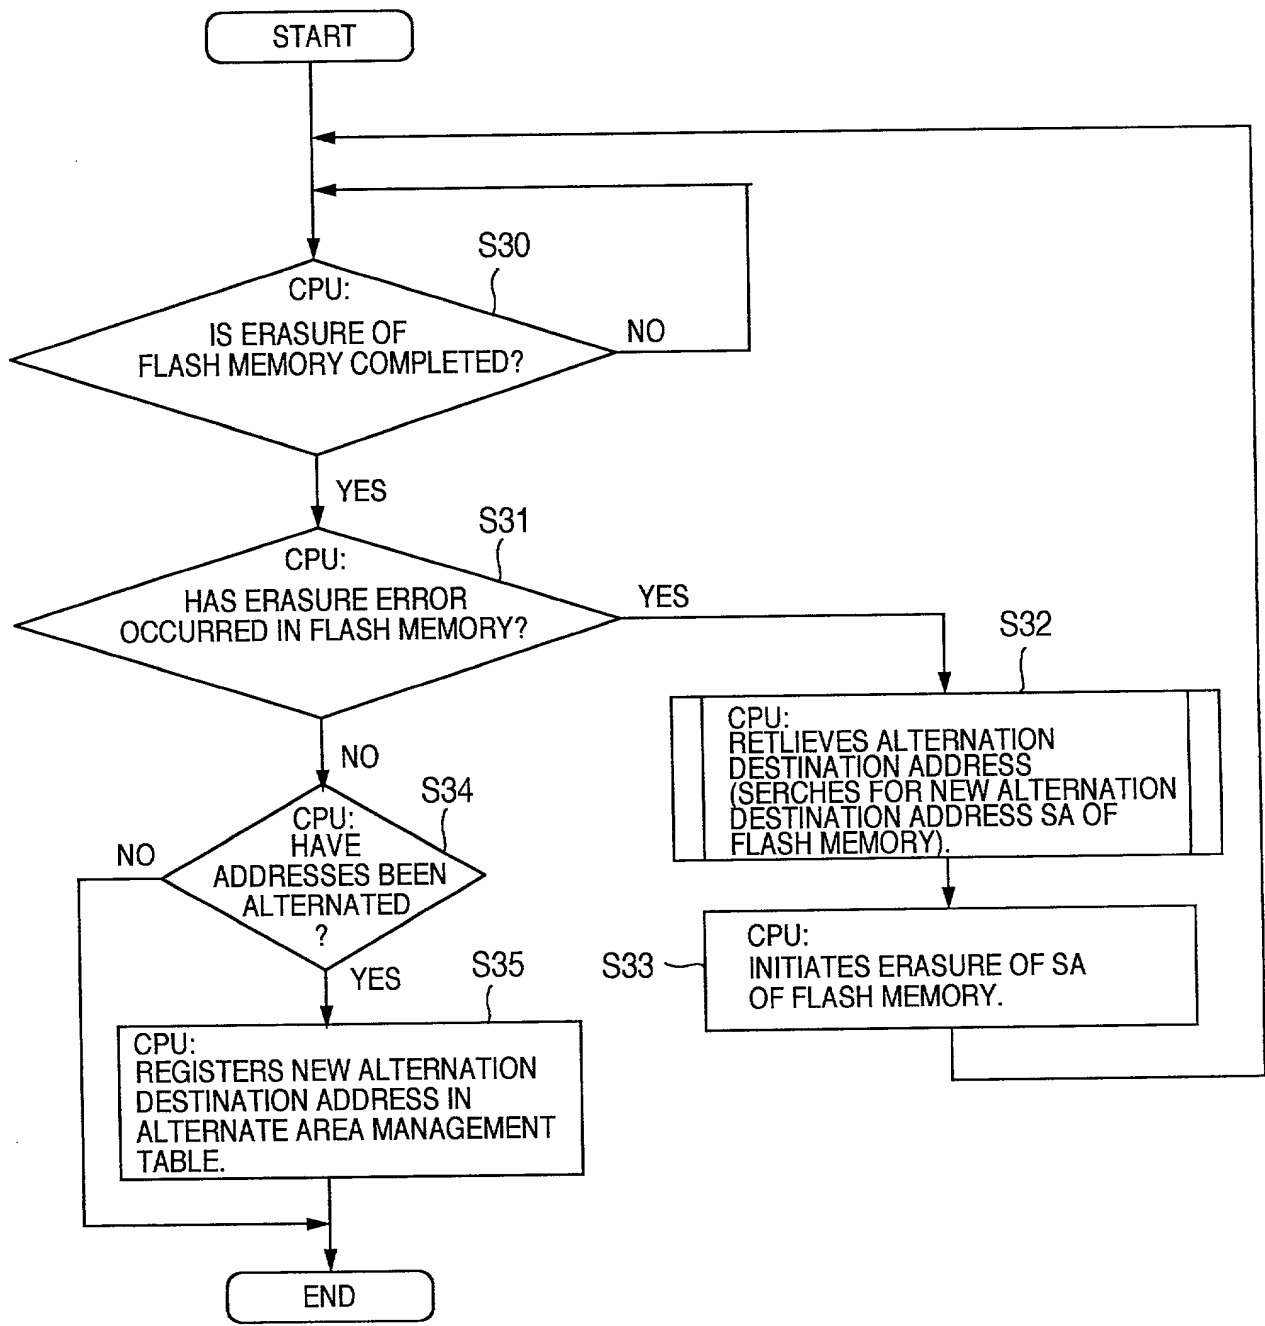 START
S30
CPU:
IS ERASURE OF
FLASH MEMORY COMPLETED?
NO
YES
S31
CPU:
HAS ERASURE ERROR
OCCURRED IN FLASH MEMORY?
YES
S32
CPU:
RETLIEVES ALTERNATION
DESTINATION ADDRESS
(SERCHES FOR NEW ALTERNATION
DESTINATION ADDRESS SA OF
FLASH MEMORY).
NO
S34
CPU:
HAVE
ADDRESSES BEEN
ALTERNATED
?
NO
YES
S33
CPU:
INITIATES ERASURE OF SA
OF FLASH MEMORY.
S35
CPU:
REGISTERS NEW ALTERNATION
DESTINATION ADDRESS IN
ALTERNATE AREA MANAGEMENT
TABLE.
END